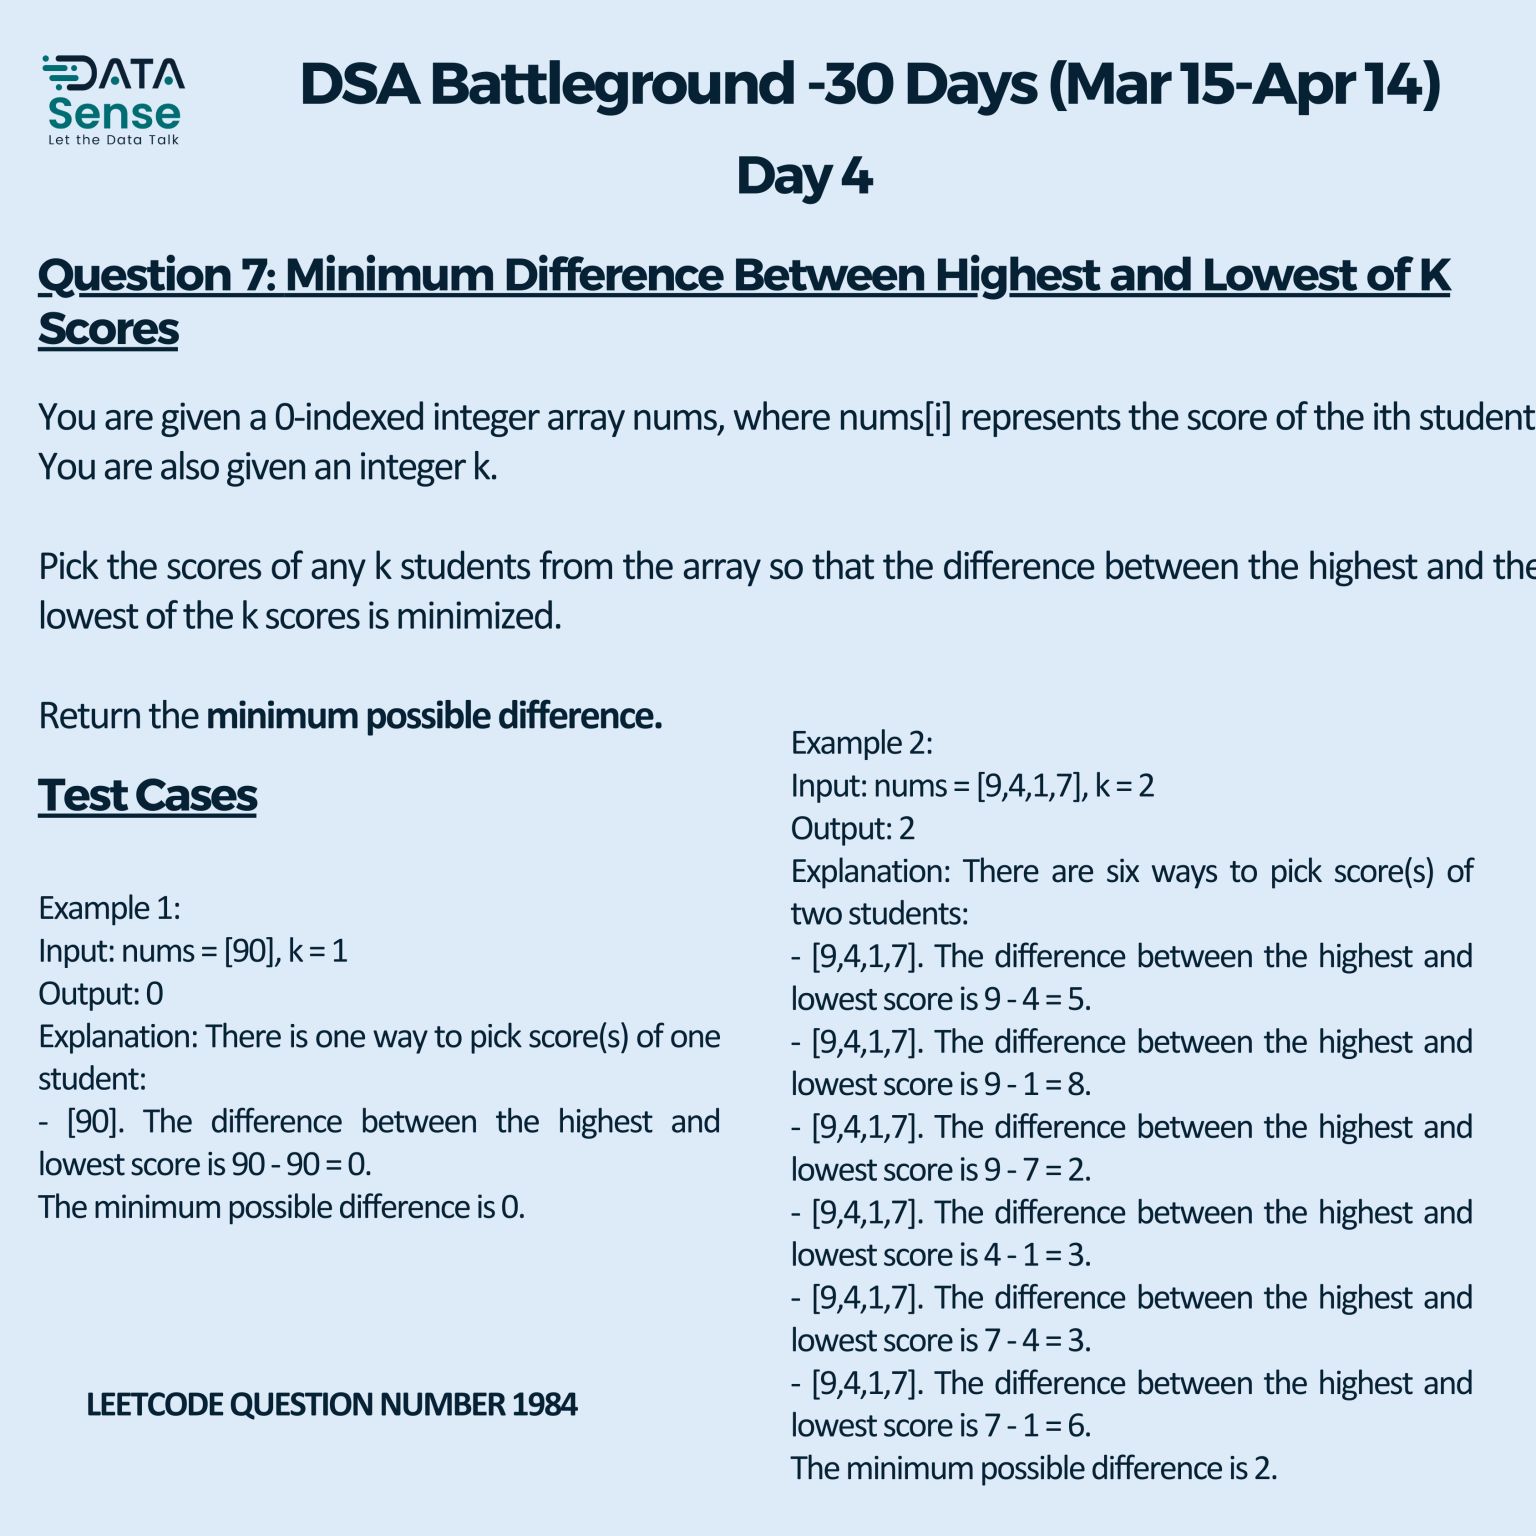 DATA
Sense
Let the Data Talk
DSA Battleground -30 Days (Mar 15-Apr 14)
Day 4
Question 7: Minimum Difference Between Highest and Lowest of K
Scores
You are given a 0-indexed integer array nums, where nums[i] represents the score of the ith student
You are also given an integer k.
Pick the scores of any k students from the array so that the difference between the highest and the
lowest of the k scores is minimized.
Return the minimum possible difference.
Test Cases
Example 1:
Input: nums = [90], k = 1
Output: 0
Explanation: There is one way to pick score(s) of one
student:
- [90]. The difference between the highest and
lowest score is 90 - 90 = 0.
The minimum possible difference is 0.
LEETCODE QUESTION NUMBER 1984
Example 2:
Input: nums = [9,4,1,7], k = 2
Output: 2
Explanation: There are six ways to pick score(s) of
two students:
- [9,4,1,7]. The difference between the highest and
lowest score is 9 - 4 = 5.
- [9,4,1,7]. The difference between the highest and
lowest score is 9 - 1 = 8.
- [9,4,1,7]. The difference between the highest and
lowest score is 9 - 7 = 2.
- [9,4,1,7]. The difference between the highest and
lowest score is 4 - 1 = 3.
- [9,4,1,7]. The difference between the highest and
lowest score is 7 - 4 = 3.
- [9,4,1,7]. The difference between the highest and
lowest score is 7 - 1 = 6.
The minimum possible difference is 2.